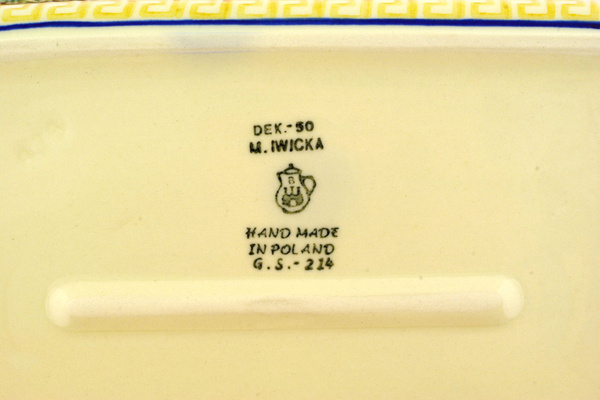 DEK.-50
M. IWICKA
B
HAND MADE
IN POLAND
G.S.-214